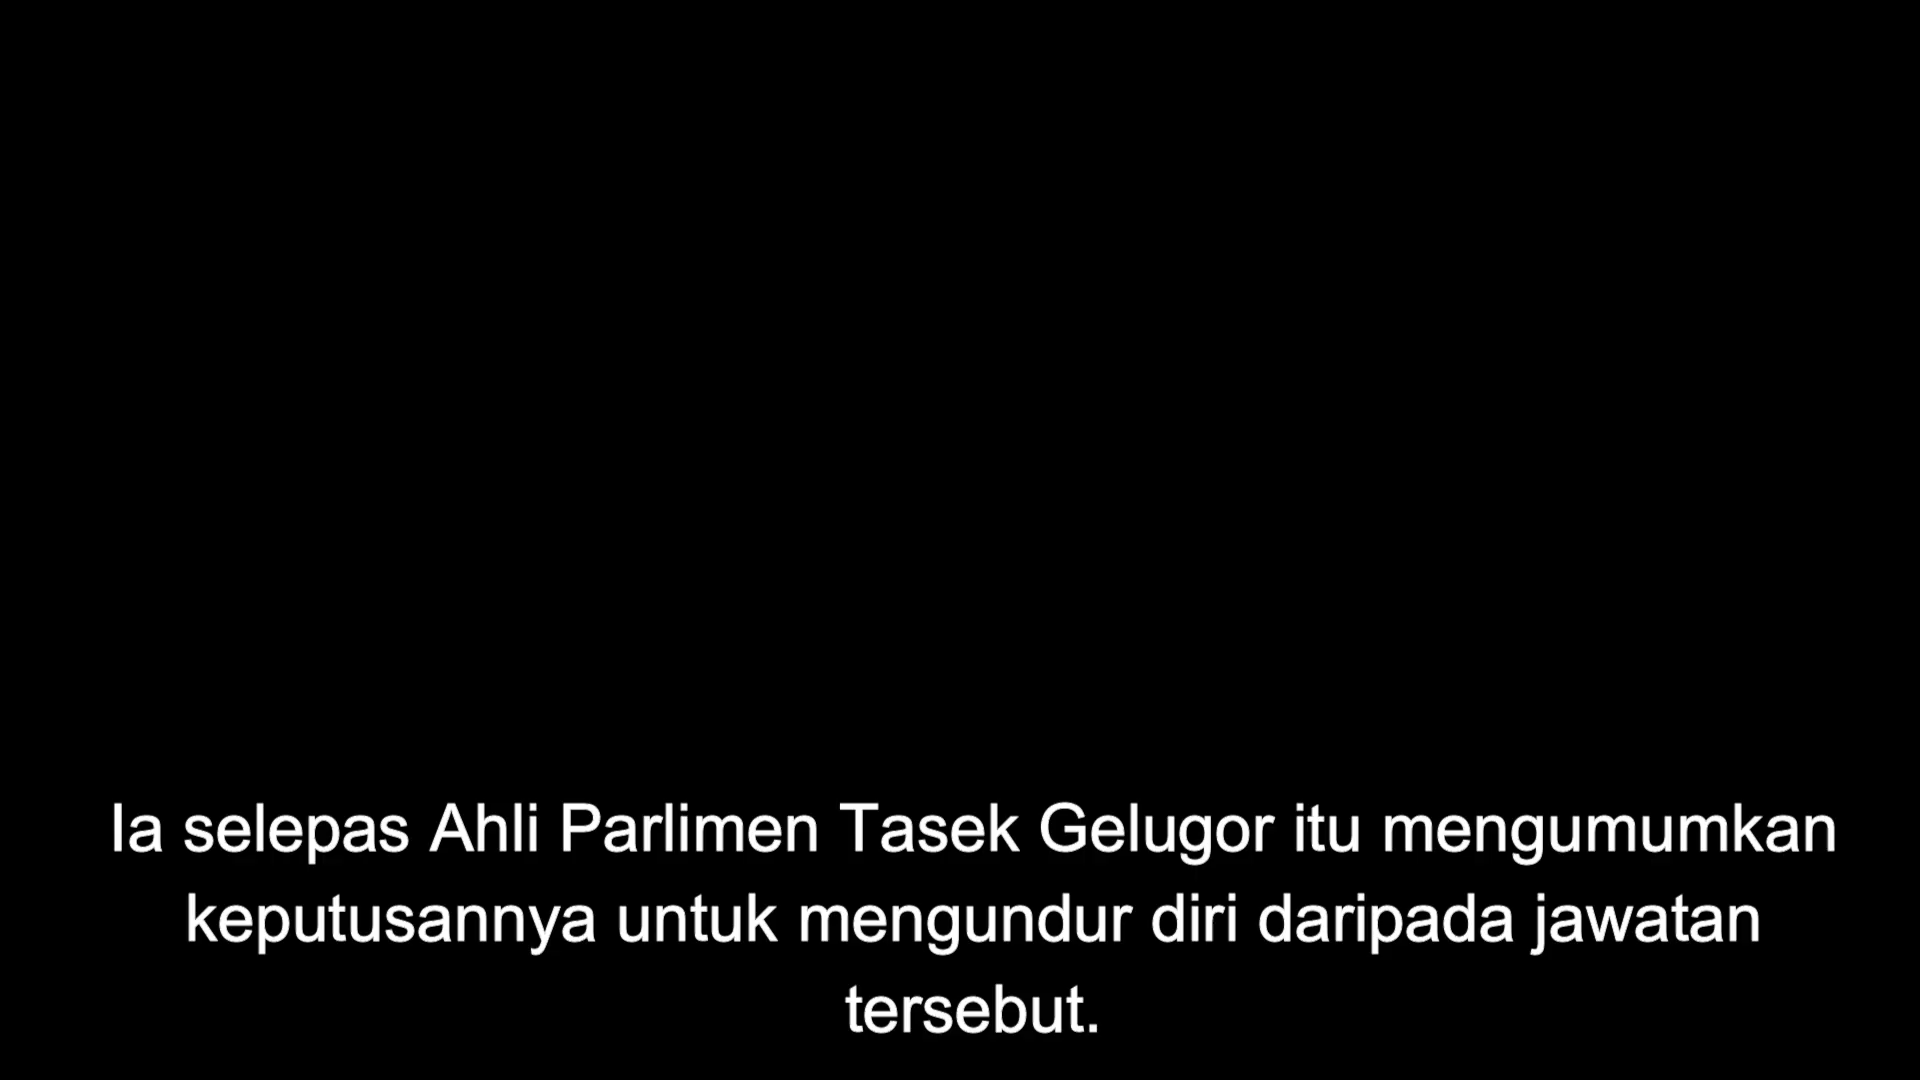 Ia selepas Ahli Parlimen Tasek Gelugor itu mengumumkan
keputusannya untuk mengundur diri daripada jawatan
tersebut.